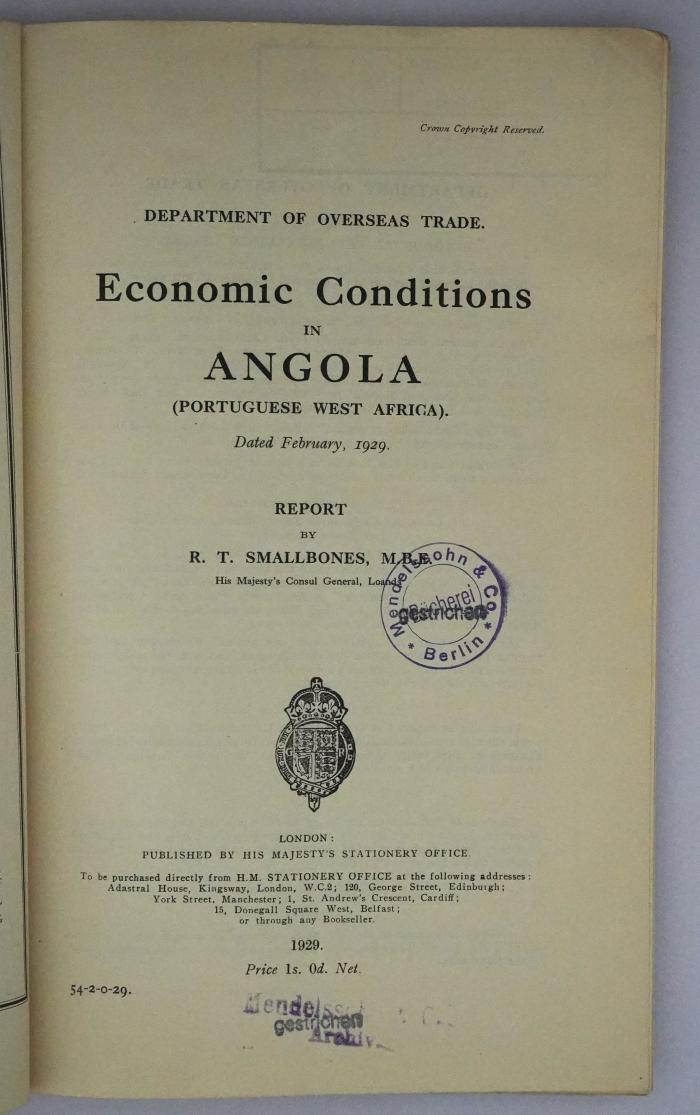 Crown Copyright Reserved.
DEPARTMENT OF OVERSEAS TRADE.
Economic Conditions
IN
ANGOLA
(PORTUGUESE WEST AFRICA).
Dated February, 1929.
REPORT
BY
R. T. SMALLBONES, M.B.E.
His Majesty's Consul General, Loanda
Mendelssohn & Co.
Bücherei
gestrichen
* Berlin *
G R
LONDON:
PUBLISHED BY HIS MAJESTY'S STATIONERY OFFICE.
To be purchased directly from H.M. STATIONERY OFFICE at the following addresses:
Adastral House, Kingsway, London, W.C.2; 120, George Street, Edinburgh;
York Street, Manchester; 1, St. Andrew's Crescent, Cardiff;
15, Donegall Square West, Belfast;
or through any Bookseller.
1929.
Price 1s. 0d. Net.
54-2-0-29.
gestrichen
Archiv